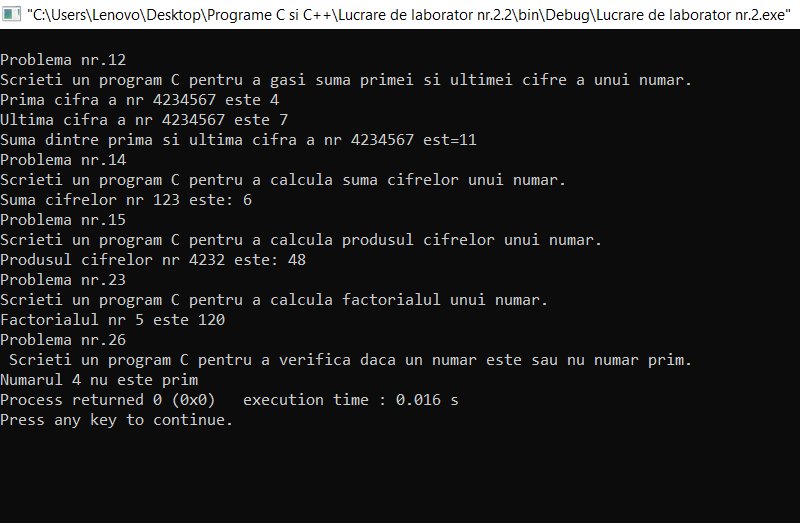 "C:\Users\Lenovo\Desktop\Programe C si C++\Lucrare de laborator nr.2.2\bin\Debug\Lucrare de laborator nr.2.exe"
Problema nr.12
Scrieti un program C pentru a gasi suma primei si ultimei cifre a unui numar.
Prima cifra a nr 4234567 este 4
Ultima cifra a nr 4234567 este 7
Suma dintre prima si ultima cifra a nr 4234567 est=11
Problema nr.14
Scrieti un program C pentru a calcula suma cifrelor unui numar.
Suma cifrelor nr 123 este: 6
Problema nr.15
Scrieti un program C pentru a calcula produsul cifrelor unui numar.
Produsul cifrelor nr 4232 este: 48
Problema nr.23
Scrieti un program C pentru a calcula factorialul unui numar.
Factorialul nr 5 este 120
Problema nr.26
 Scrieti un program C pentru a verifica daca un numar este sau nu numar prim.
Numarul 4 nu este prim
Process returned 0 (0x0)   execution time : 0.016 s
Press any key to continue.